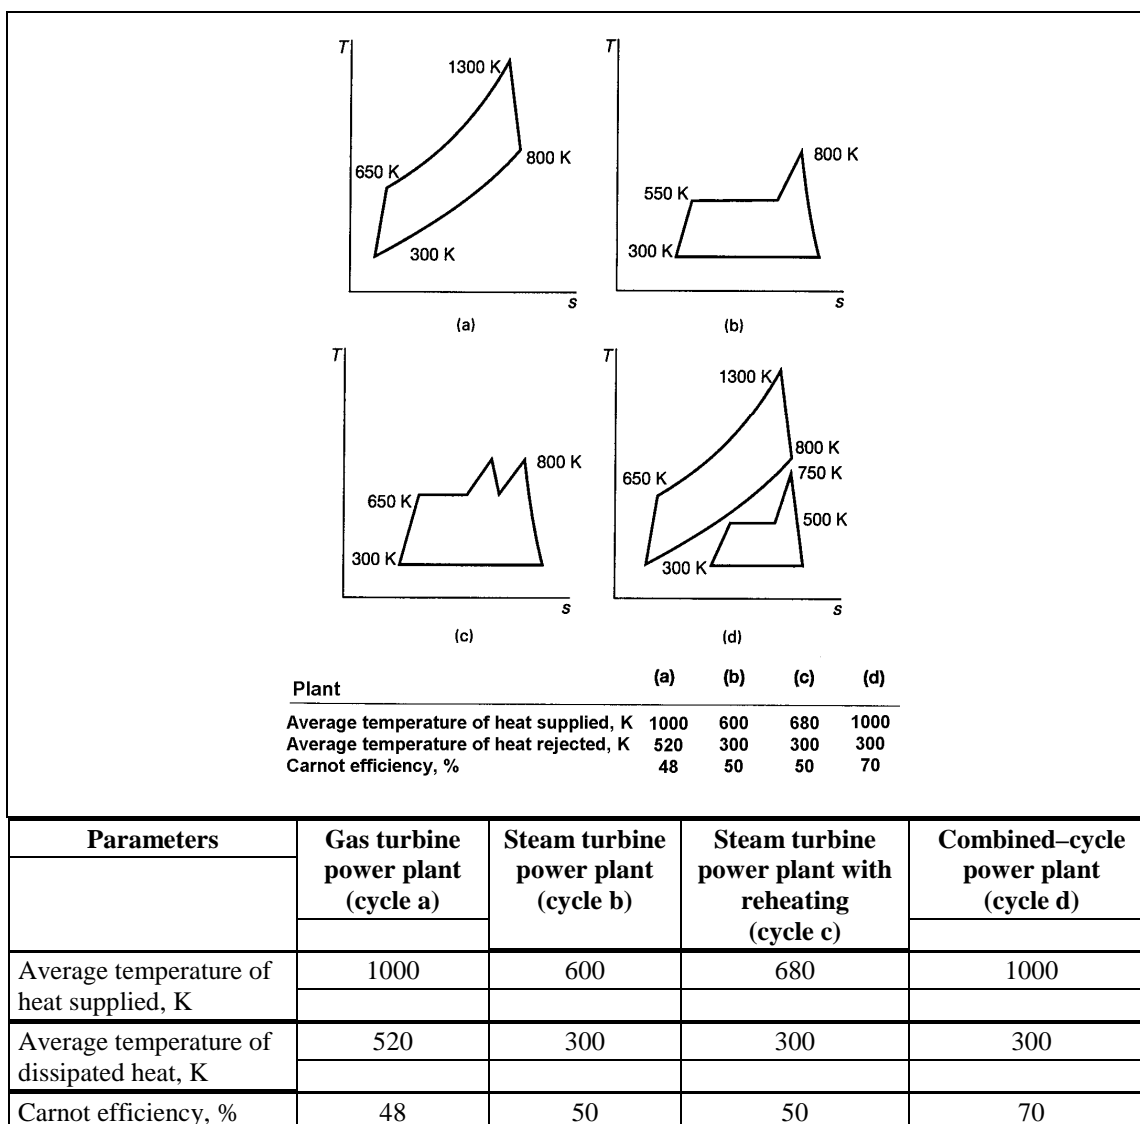 T
1300 K
650 K
800 K
300 K
s
(a)
T
800 K
550 K
300 K
s
(b)
T
800 K
650 K
300 K
s
(c)
T
1300 K
800 K
750 K
650 K
500 K
300 K
s
(d)
Plant (a) (b) (c) (d)
Average temperature of heat supplied, K 1000 600 680 1000
Average temperature of heat rejected, K 520 300 300 300
Carnot efficiency, % 48 50 50 70
Parameters
Gas turbine
power plant
(cycle a)
Steam turbine
power plant
(cycle b)
Steam turbine
power plant with
reheating
(cycle c)
Combined–cycle
power plant
(cycle d)
Average temperature of
heat supplied, K
1000 600 680 1000
Average temperature of
dissipated heat, K
520 300 300 300
Carnot efficiency, % 48 50 50 70